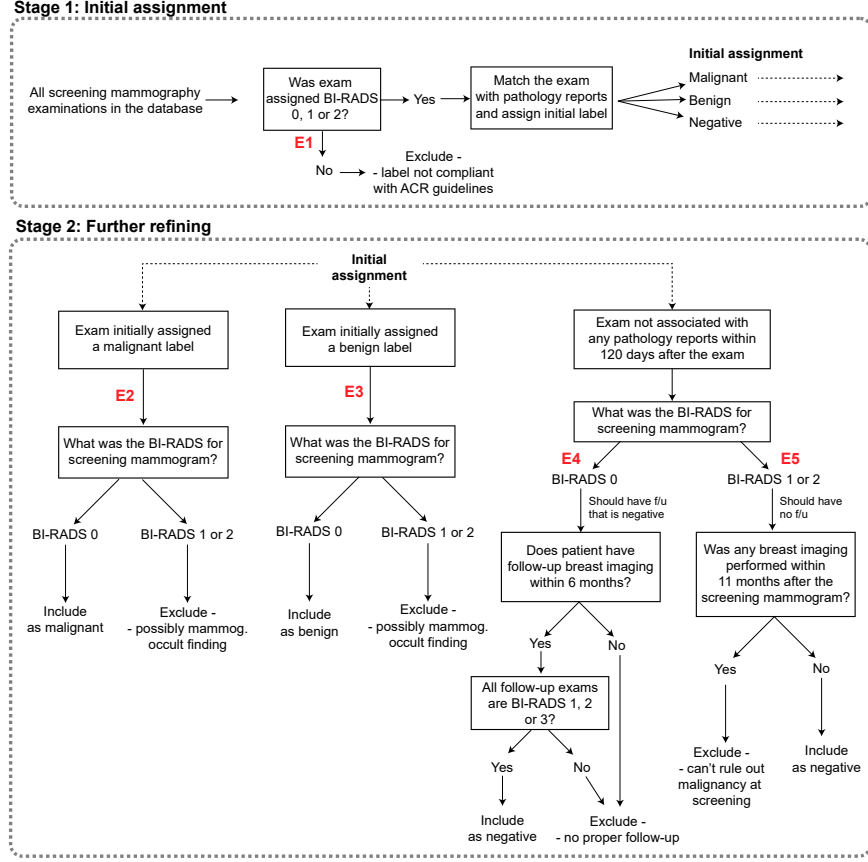 Stage 1: Initial assignment
All screening mammography
examinations in the database
Was exam
assigned BI-RADS
0, 1 or 2?
Yes
Match the exam
with pathology reports
and assign initial label
Initial assignment
Malignant
Benign
Negative
E1
No
Exclude -
- label not compliant
with ACR guidelines
Stage 2: Further refining
Initial
assignment
Exam initially assigned
a malignant label
E2
What was the BI-RADS for
screening mammogram?
BI-RADS 0
BI-RADS 1 or 2
Include
as malignant
Exclude -
- possibly mammog.
occult finding
Exam initially assigned
a benign label
E3
What was the BI-RADS for
screening mammogram?
BI-RADS 0
BI-RADS 1 or 2
Include
as benign
Exclude -
- possibly mammog.
occult finding
Exam not associated with
any pathology reports within
120 days after the exam
What was the BI-RADS for
screening mammogram?
E4
BI-RADS 0
Should have f/u
that is negative
Does patient have
follow-up breast imaging
within 6 months?
Yes
No
All follow-up exams
are BI-RADS 1, 2
or 3?
Yes
No
Include
as negative
Exclude -
- no proper follow-up
E5
BI-RADS 1 or 2
Should have
no f/u
Was any breast imaging
performed within
11 months after the
screening mammogram?
Yes
No
Exclude -
- can't rule out
malignancy at
screening
Include
as negative